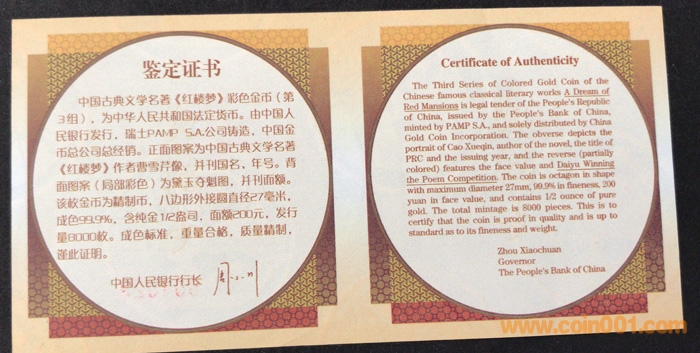 鉴定证书
中国古典文学名著《红楼梦》彩色金币（第
3组），为中华人民共和国法定货币。由中国人
民银行发行，瑞士PAMP S.A.公司铸造，中国金
币总公司总经销。正面图案为中国古典文学名著
《红楼梦》作者曹雪芹像，并刊国名、年号。背
面图案（局部彩色）为黛玉夺魁图，并刊面额。
该枚金币为精制币，八边形外接圆直径27毫米，
成色99.9%，含纯金1/2盎司，面额200元，发行
量8000枚。成色标准，重量合格，质量精制，
谨此证明。
中国人民银行行长
Certificate of Authenticity
The Third Series of Colored Gold Coin of the
Chinese famous classical literary works A Dream of
Red Mansions is legal tender of the People's Republic
of China, issued by the People's Bank of China,
minted by PAMP S.A., and solely distributed by China
Gold Coin Incorporation. The obverse depicts the
portrait of Cao Xueqin, author of the novel, the title of
PRC and the issuing year, and the reverse (partially
colored) features the face value and Daiyu Winning
the Poem Competition. The coin is octagon in shape
with maximum diameter 27mm, 99.9% in fineness, 200
yuan in face value, and contains 1/2 ounce of pure
gold. The total mintage is 8000 pieces. This is to
certify that the coin is proof in quality and is up to
standard as to its fineness and weight.
Zhou Xiaochuan
Governor
The People's Bank of China
www.coin001.com